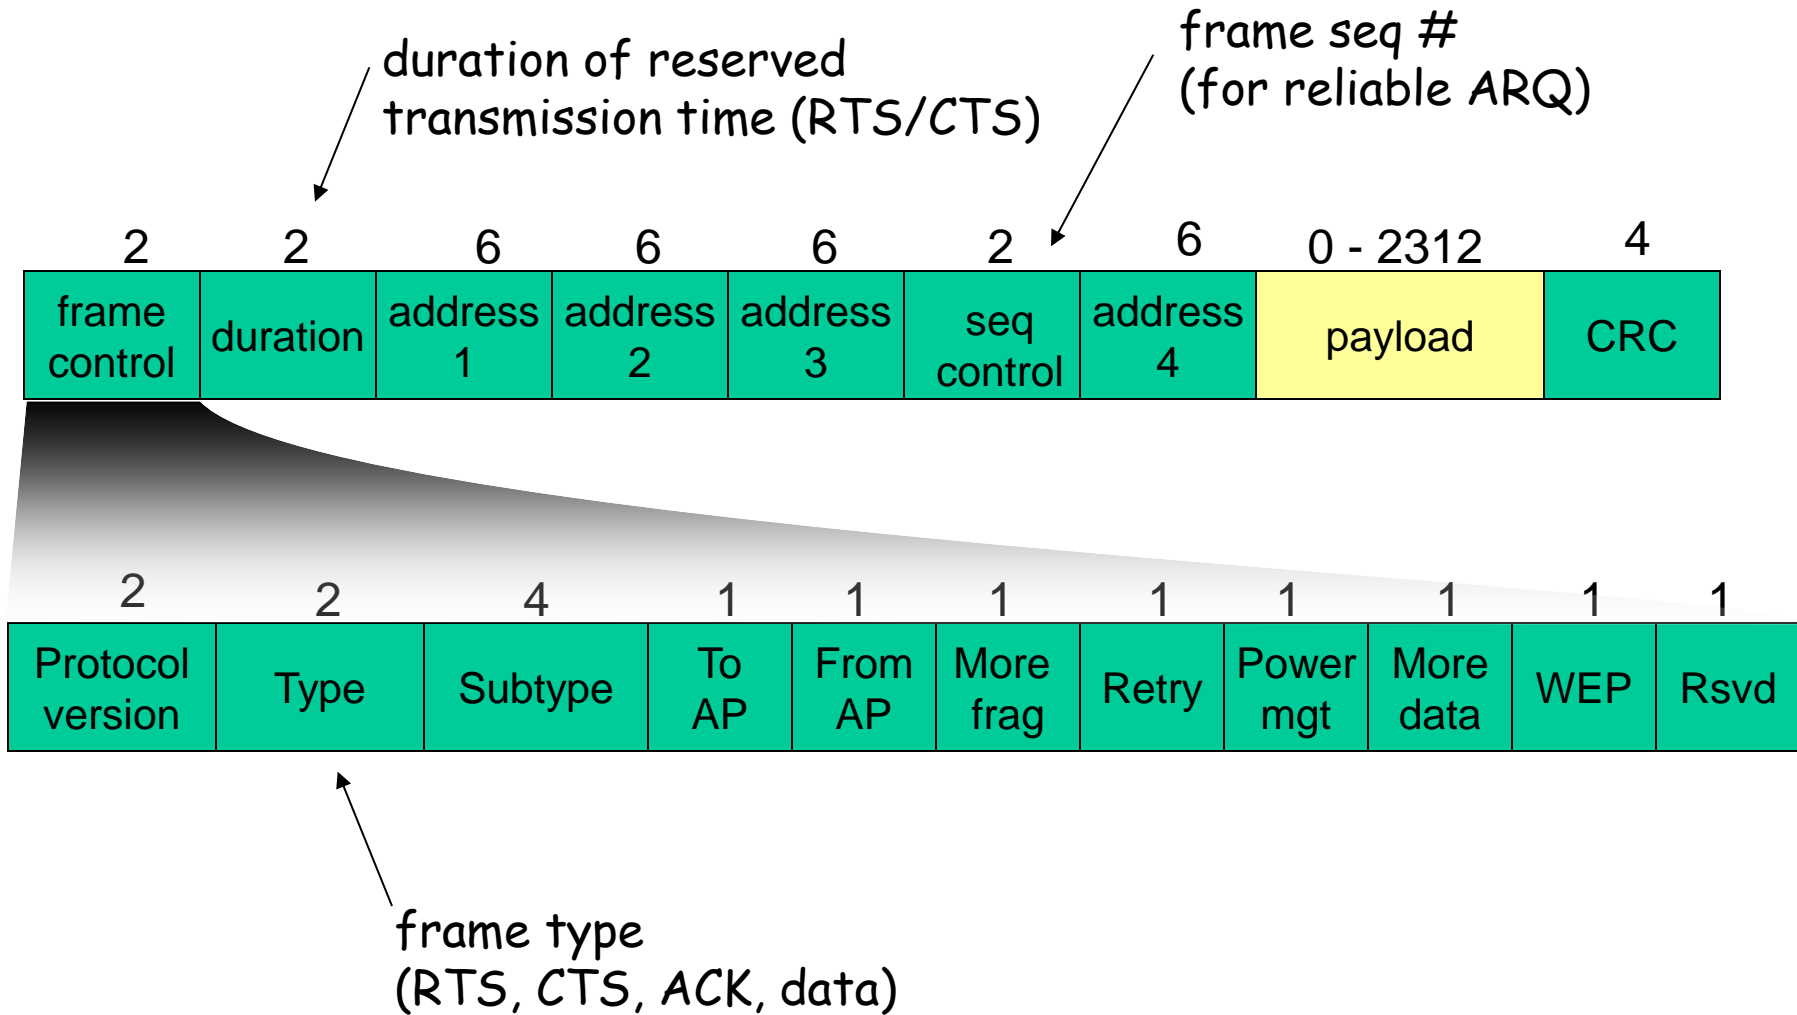 duration of reserved
transmission time (RTS/CTS)
frame seq #
(for reliable ARQ)
2 2 6 6 6 2 6 0 - 2312 4
frame
control
duration
address
1
address
2
address
3
seq
control
address
4
payload
CRC
2 2 4 1 1 1 1 1 1 1 1
Protocol
version
Type
Subtype
To
AP
From
AP
More
frag
Retry
Power
mgt
More
data
WEP
Rsvd
frame type
(RTS, CTS, ACK, data)